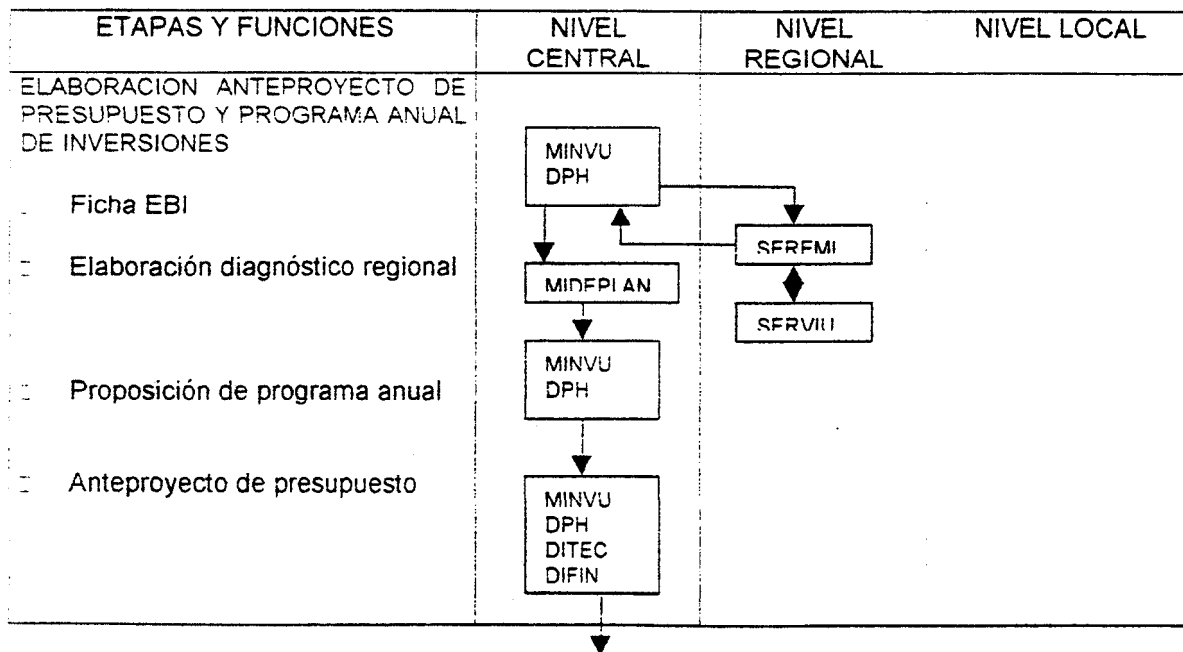 ETAPAS Y FUNCIONES
NIVEL
CENTRAL
NIVEL
REGIONAL
NIVEL LOCAL
ELABORACION ANTEPROYECTO DE
PRESUPUESTO Y PROGRAMA ANUAL
DE INVERSIONES
MINVU
DPH
Ficha EBI
SEREMI
Elaboración diagnóstico regional
MIDEPLAN
SERVIU
MINVU
DPH
Proposición de programa anual
Anteproyecto de presupuesto
MINVU
DPH
DITEC
DIFIN